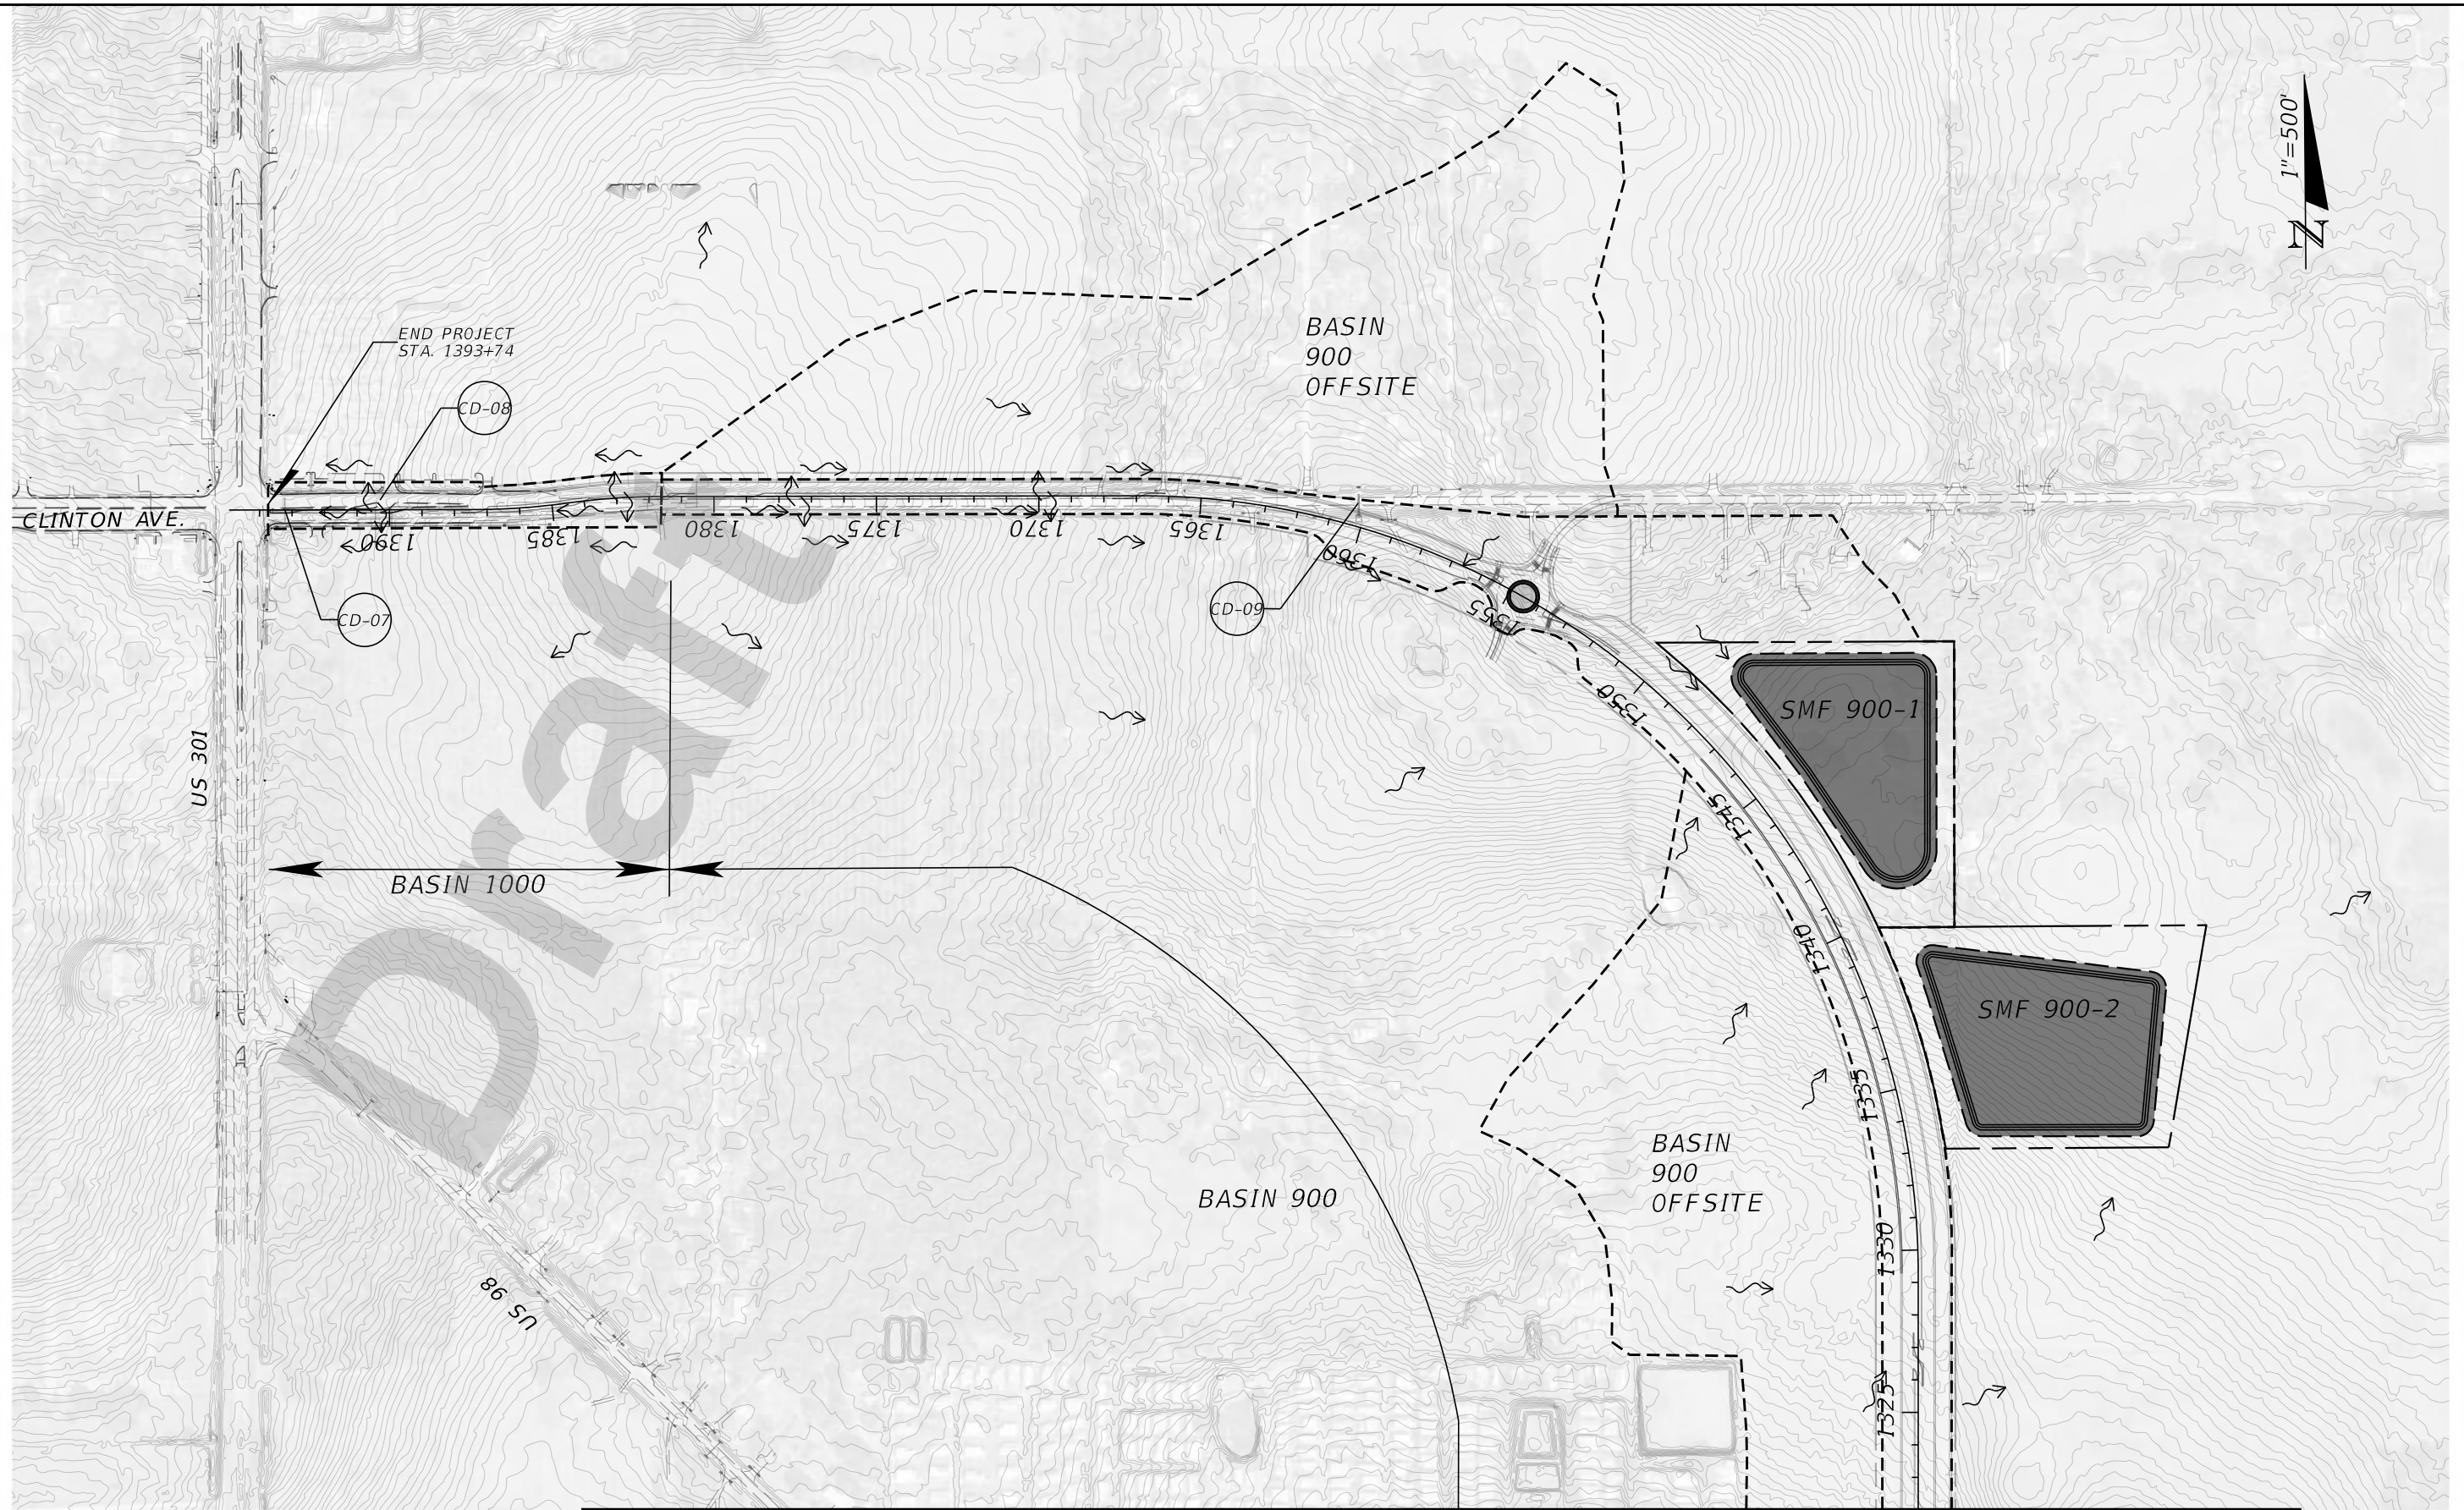 1"=500'
N
BASIN
900
OFFSITE
END PROJECT
STA. 1393+74
CD-08
CLINTON AVE.
1390
1385
1380
1375
1370
1365
1360
1355
1350
1345
1340
1335
1330
1325
CD-07
CD-09
SMF 900-1
US 301
BASIN 1000
SMF 900-2
BASIN
900
OFFSITE
BASIN 900
US 98
Draft